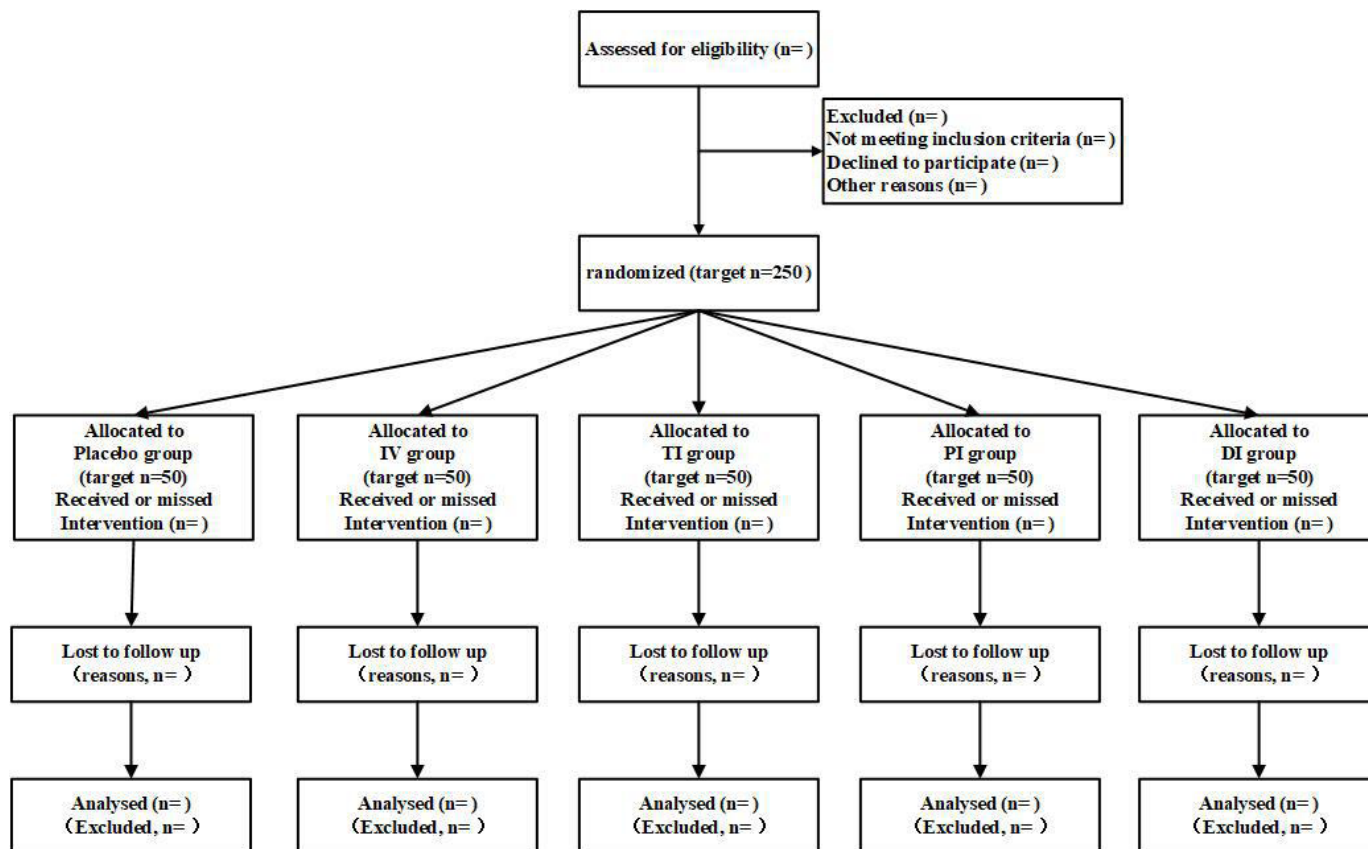 Assessed for eligibility (n= )
Excluded (n= )
Not meeting inclusion criteria (n= )
Declined to participate (n= )
Other reasons (n= )
randomized (target n=250 )
Allocated to
Placebo group
(target n=50)
Received or missed
Intervention (n= )
Allocated to
IV group
(target n=50)
Received or missed
Intervention (n= )
Allocated to
TI group
(target n=50)
Received or missed
Intervention (n= )
Allocated to
PI group
(target n=50)
Received or missed
Intervention (n= )
Allocated to
DI group
(target n=50)
Received or missed
Intervention (n= )
Lost to follow up
（reasons, n= ）
Lost to follow up
（reasons, n= ）
Lost to follow up
（reasons, n= ）
Lost to follow up
（reasons, n= ）
Lost to follow up
（reasons, n= ）
Analysed (n= )
（Excluded, n= ）
Analysed (n= )
（Excluded, n= ）
Analysed (n= )
（Excluded, n= ）
Analysed (n= )
（Excluded, n= ）
Analysed (n= )
（Excluded, n= ）